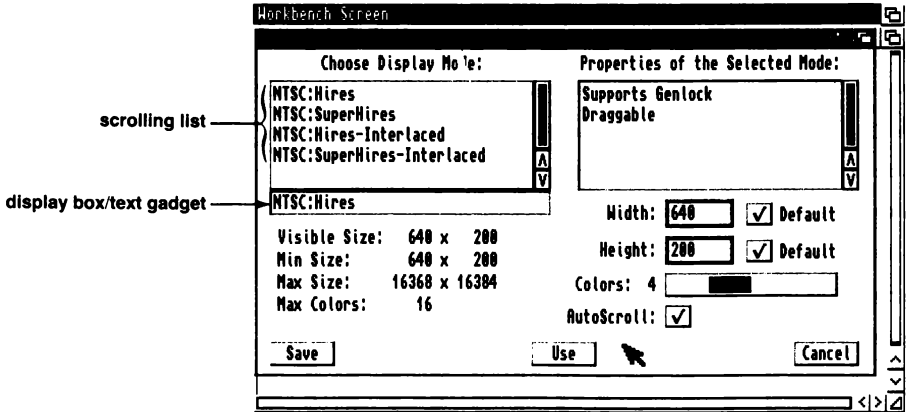 Workbench Screen
Choose Display Mode:
NTSC:Hires
NTSC:SuperHires
NTSC:Hires-Interlaced
NTSC:SuperHires-Interlaced
NTSC:Hires
scrolling list
display box/text gadget
Visible Size: 640 x 200
Min Size: 640 x 200
Max Size: 16368 x 16384
Max Colors: 16
Properties of the Selected Mode:
Supports Genlock
Draggable
Width: 640 Default
Height: 200 Default
Colors: 4
AutoScroll:
Save
Use
Cancel